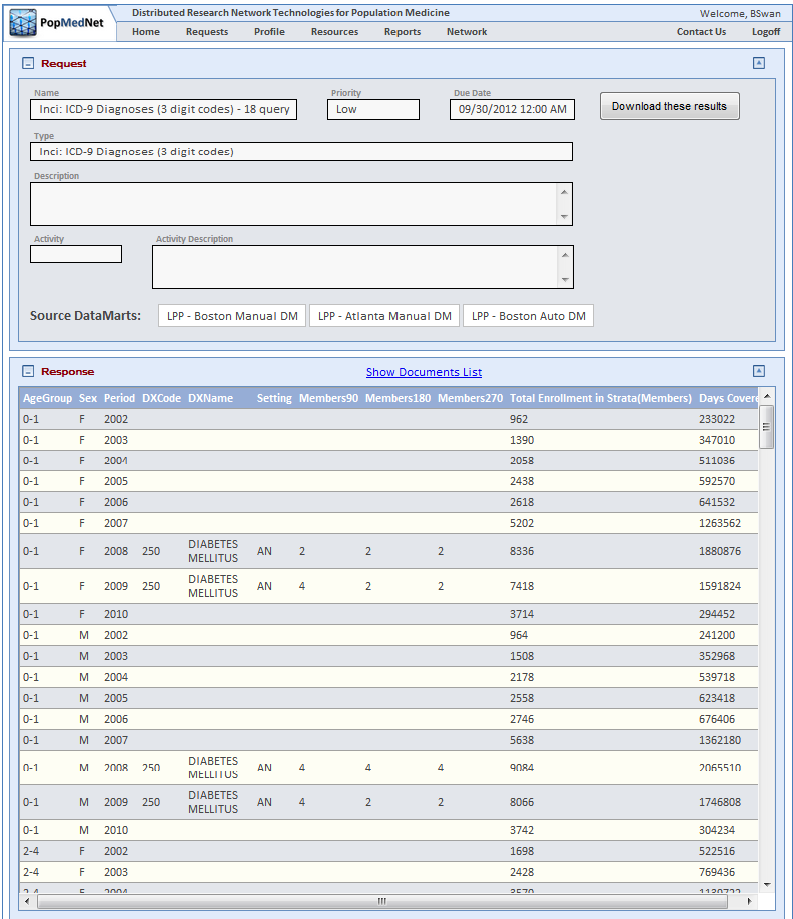 PopMedNet
Distributed Research Network Technologies for Population Medicine
Welcome, BSwan
Home Requests Profile Resources Reports Network Contact Us Logoff
Request
Name Priority Due Date
Inci: ICD-9 Diagnoses (3 digit codes) - 18 query Low 09/30/2012 12:00 AM Download these results
Type
Inci: ICD-9 Diagnoses (3 digit codes)
Description
Activity Activity Description
Source DataMarts: LPP - Boston Manual DM LPP - Atlanta Manual DM LPP - Boston Auto DM
Response Show Documents List
AgeGroup Sex Period DXCode DXName Setting Members90 Members180 Members270 Total Enrollment in Strata(Members) Days Covere
0-1 F 2002 962 233022
0-1 F 2003 1390 347010
0-1 F 2004 2058 511036
0-1 F 2005 2438 592570
0-1 F 2006 2618 641532
0-1 F 2007 5202 1263562
0-1 F 2008 250 DIABETES MELLITUS AN 2 2 2 8336 1880876
0-1 F 2009 250 DIABETES MELLITUS AN 4 2 2 7418 1591824
0-1 F 2010 3714 294452
0-1 M 2002 964 241200
0-1 M 2003 1508 352968
0-1 M 2004 2178 539718
0-1 M 2005 2558 623418
0-1 M 2006 2746 676406
0-1 M 2007 5638 1362180
0-1 M 2008 250 DIABETES MELLITUS AN 4 4 4 9084 2065510
0-1 M 2009 250 DIABETES MELLITUS AN 4 2 2 8066 1746808
0-1 M 2010 3742 304234
2-4 F 2002 1698 522516
2-4 F 2003 2428 769436
2-4 F 2004